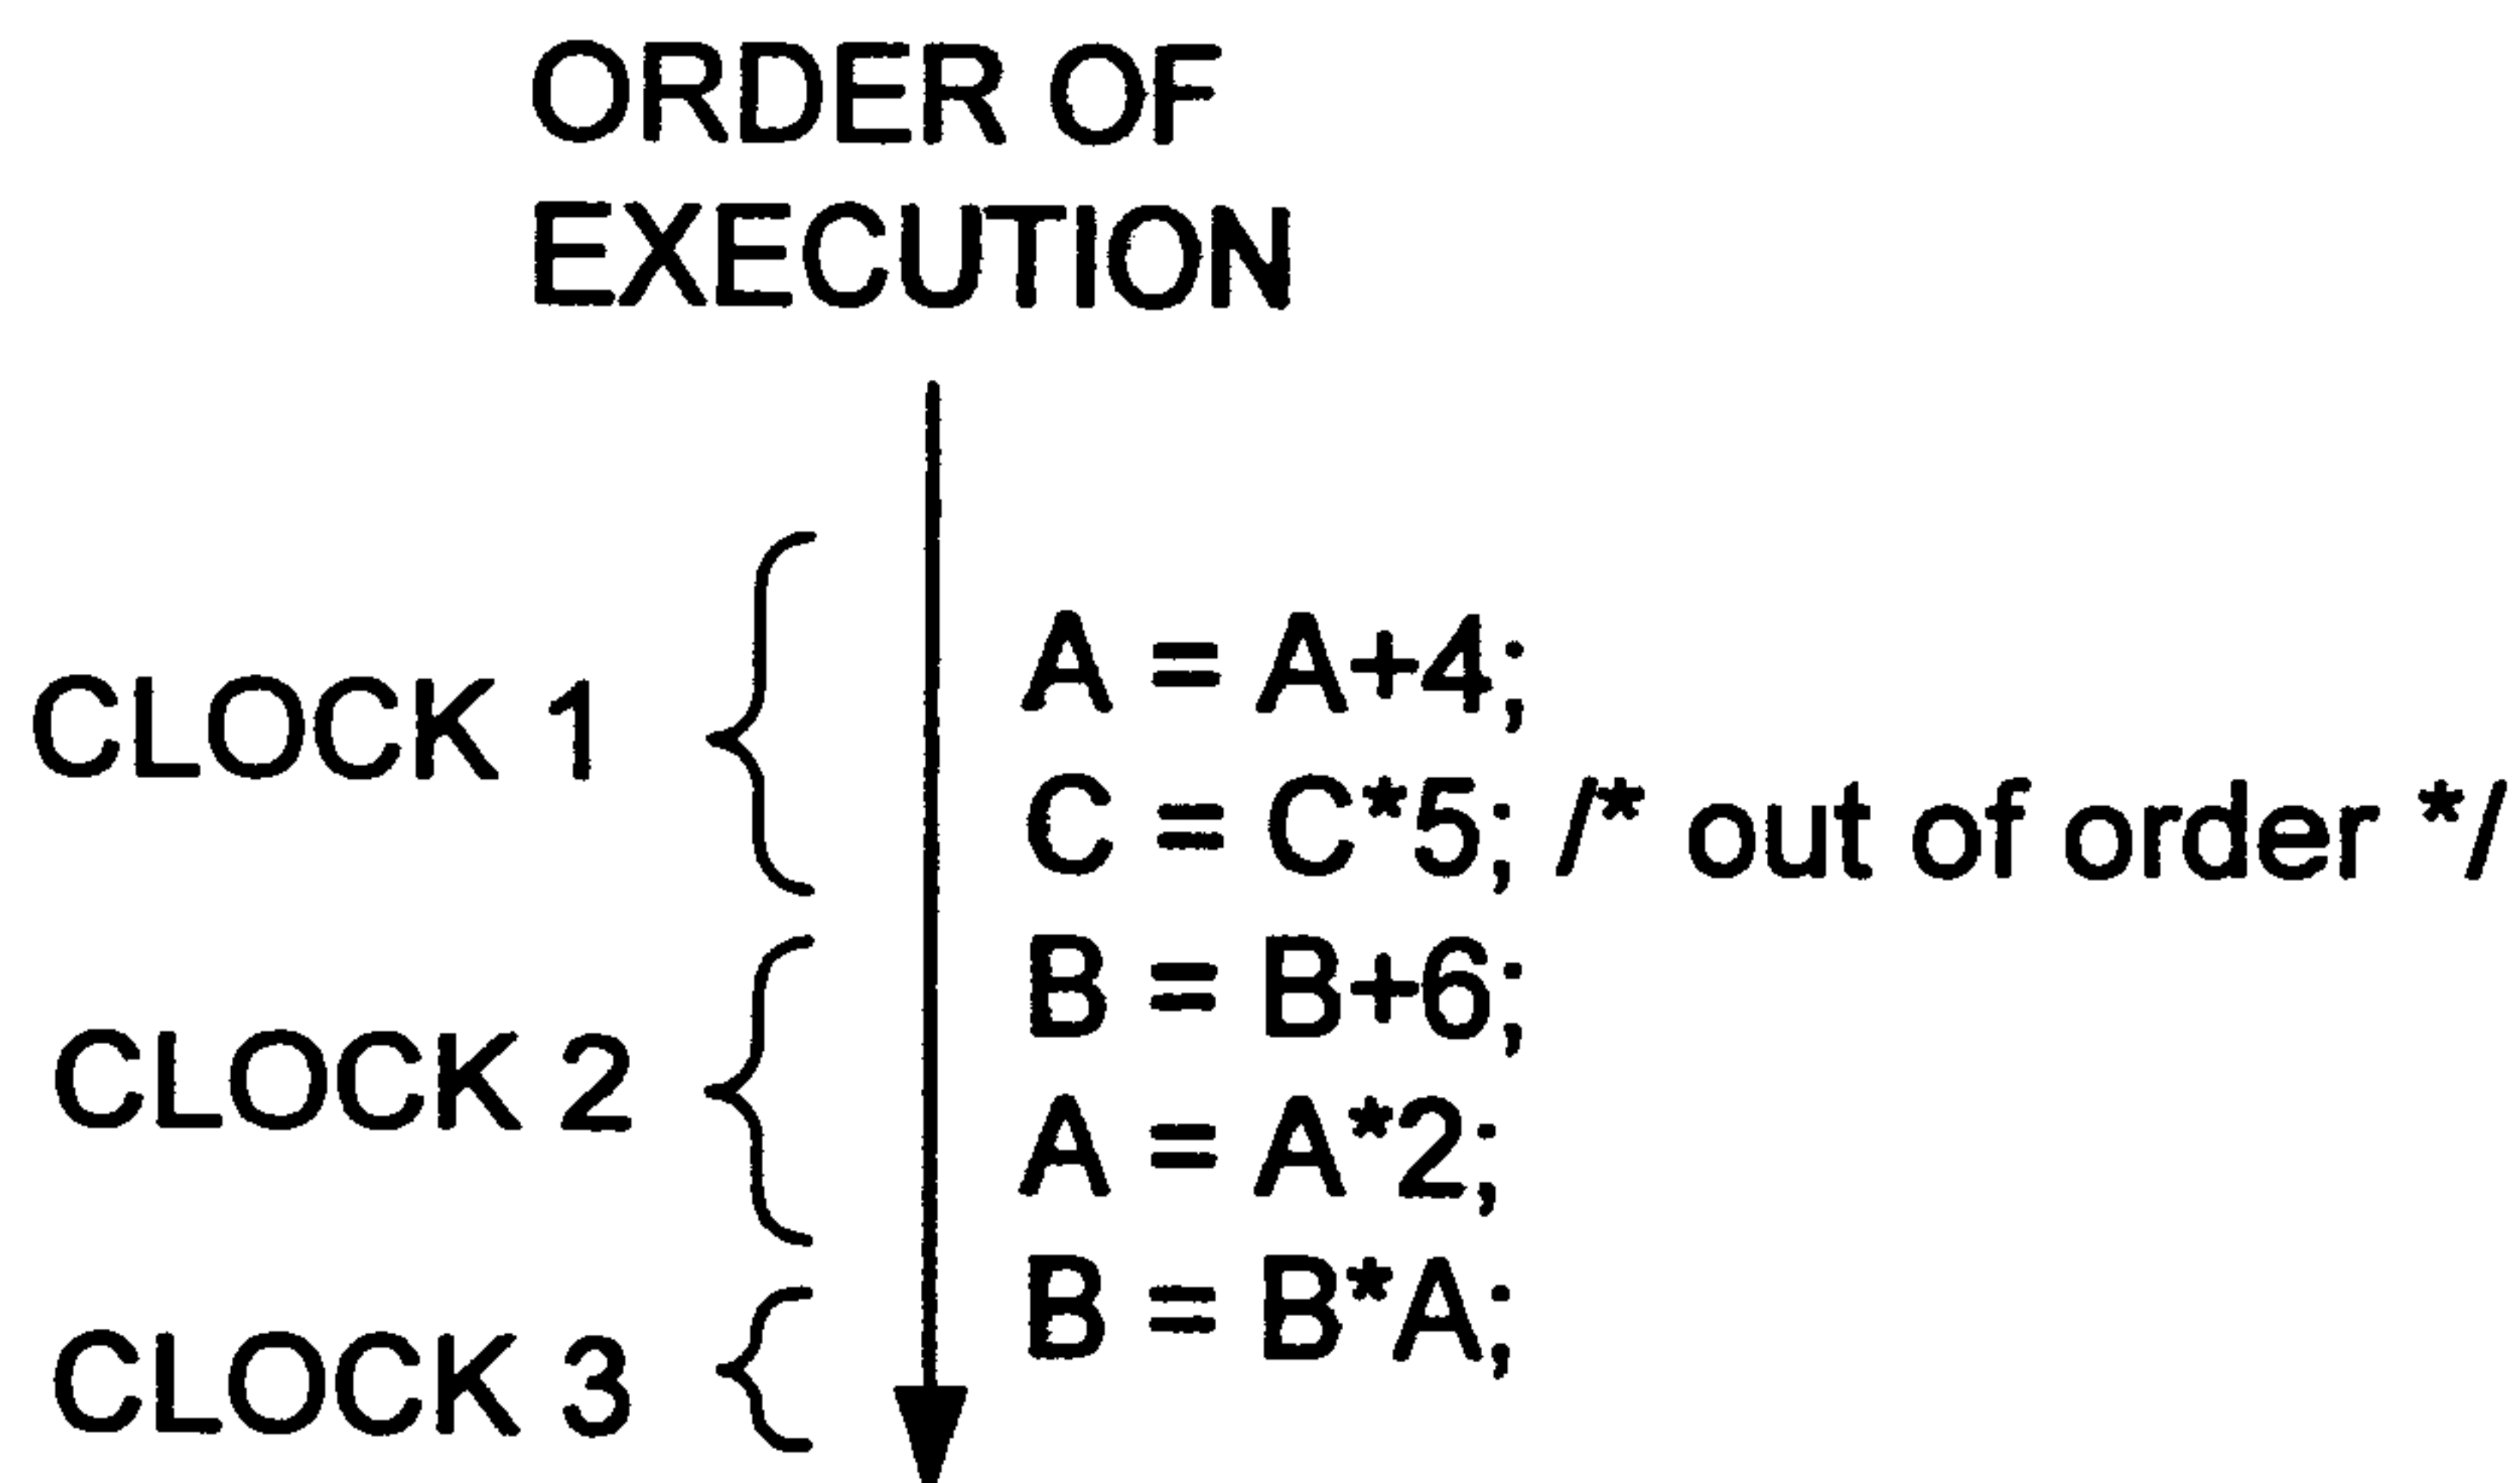 ORDER OF
EXECUTION
CLOCK 1
A = A+4;
C = C*5; /* out of order */
CLOCK 2
B = B+6;
A = A*2;
CLOCK 3
B = B*A;